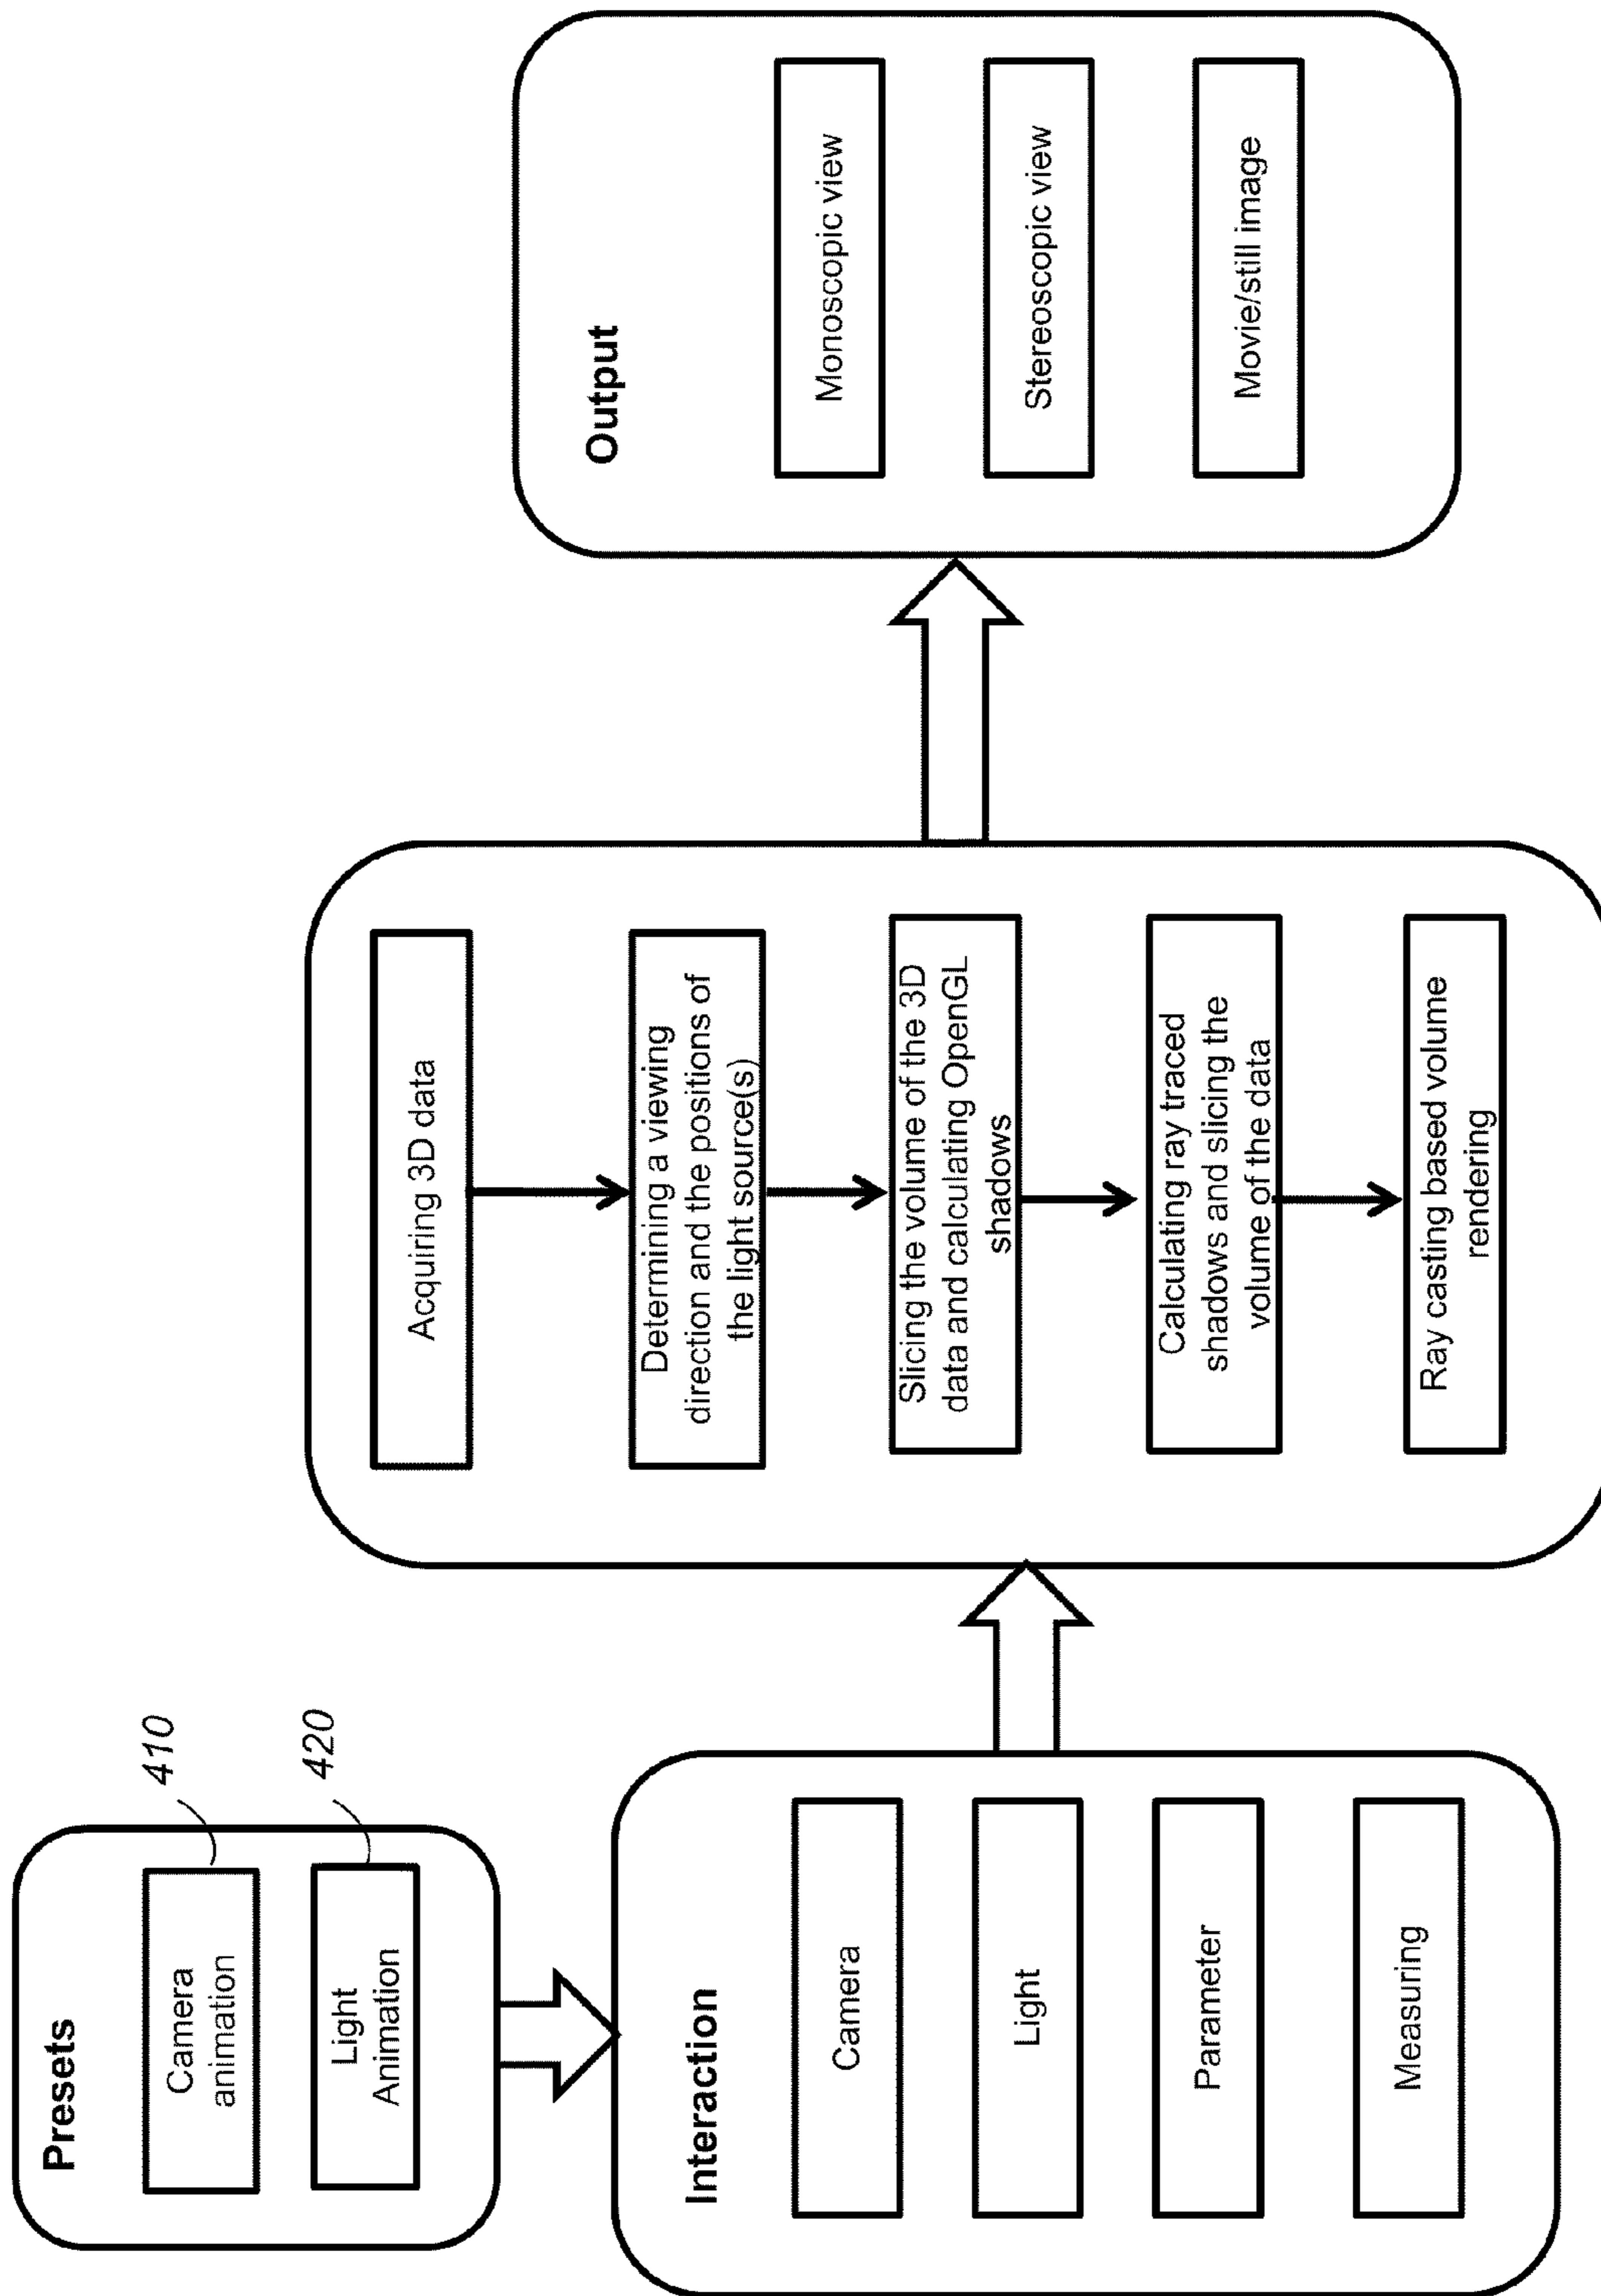 Presets
Camera
animation
410
Light
Animation
420
Interaction
Camera
Light
Parameter
Measuring
Acquiring 3D data
Determining a viewing
direction and the positions of
the light source(s)
Slicing the volume of the 3D
data and calculating OpenGL
shadows
Calculating ray traced
shadows and slicing the
volume of the data
Ray casting based volume
rendering
Output
Monoscopic view
Stereoscopic view
Movie/still image